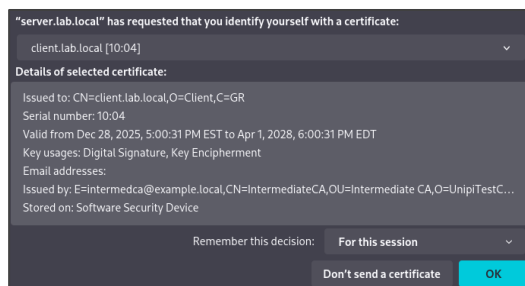 "server.lab.local" has requested that you identify yourself with a certificate:
client.lab.local [10:04]
Details of selected certificate:
Issued to: CN=client.lab.local,O=Client,C=GR
Serial number: 10:04
Valid from Dec 28, 2025, 5:00:31 PM EST to Apr 1, 2028, 6:00:31 PM EDT
Key usages: Digital Signature, Key Encipherment
Email addresses:
Issued by: E=intermedca@example.local,CN=IntermediateCA,OU=Intermediate CA,O=UnipiTestC...
Stored on: Software Security Device
Remember this decision: For this session
Don't send a certificate OK